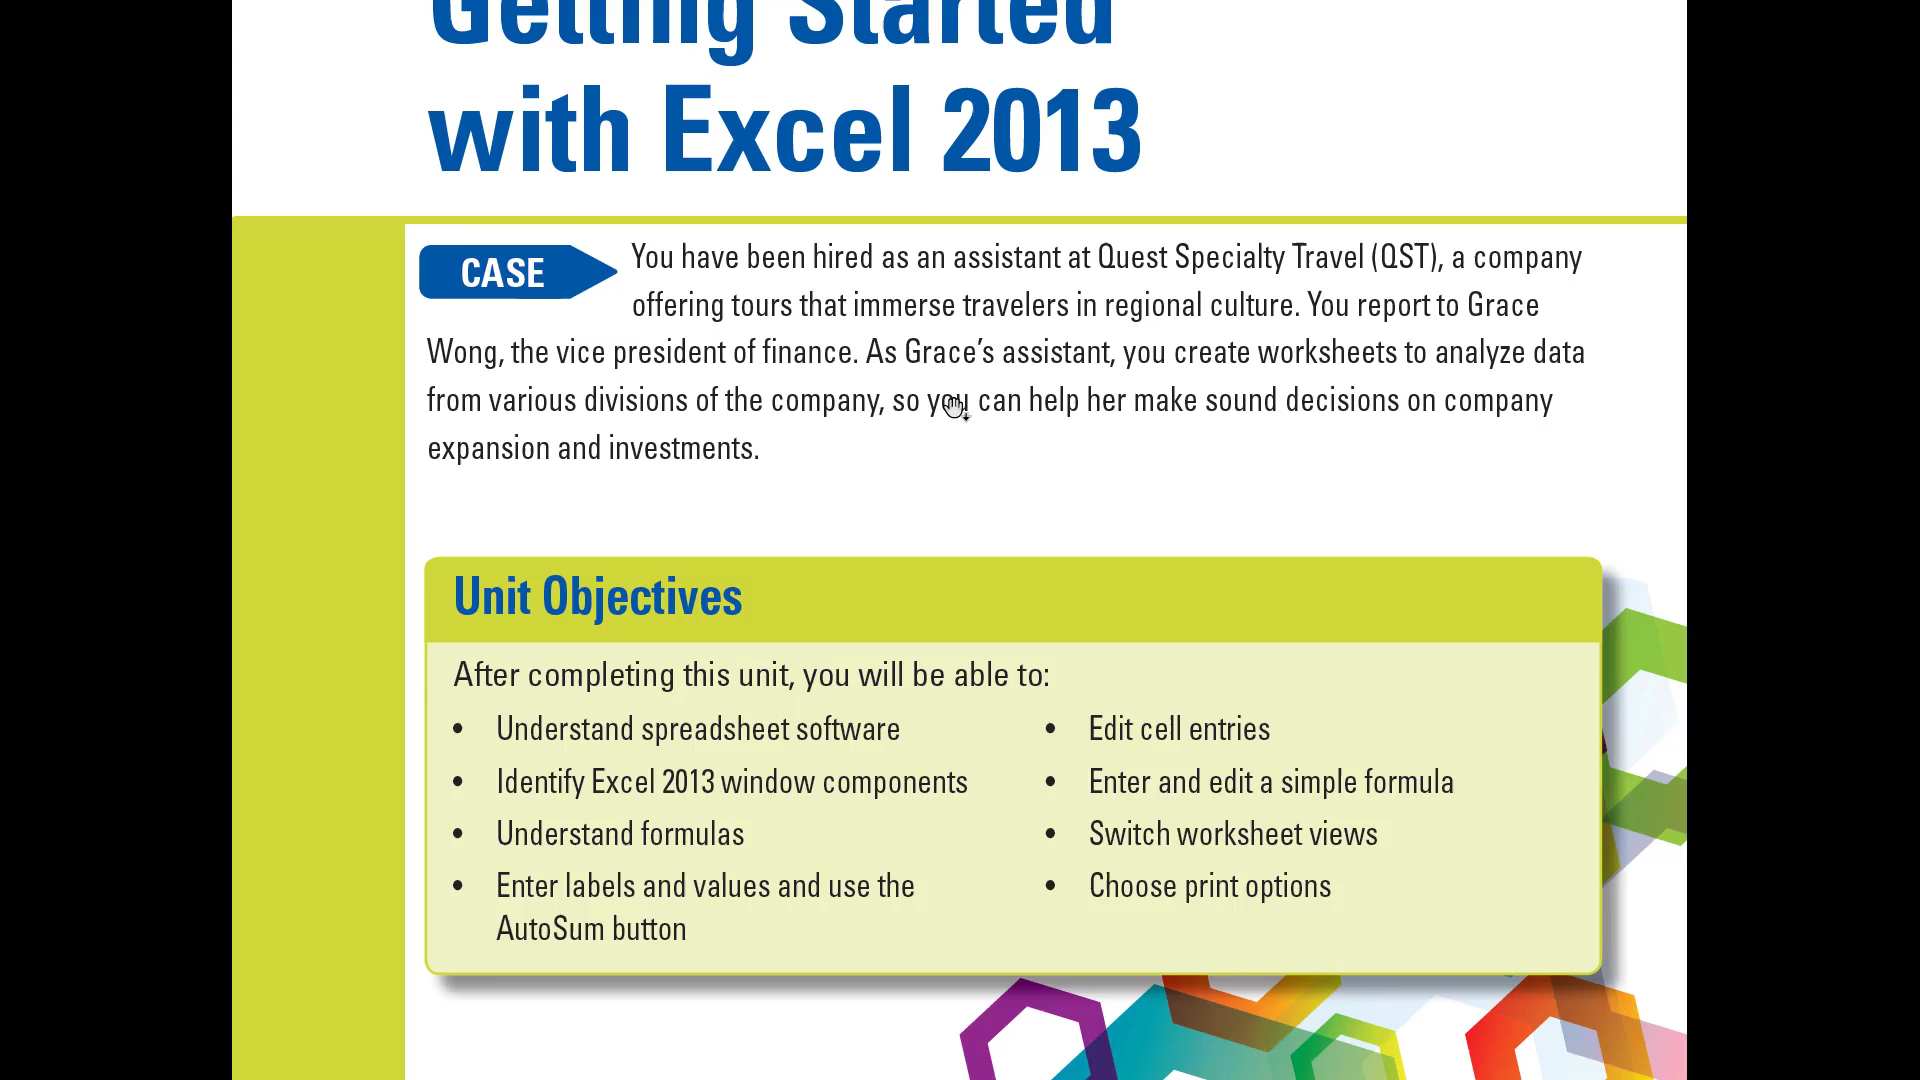 Getting Started
with Excel 2013
CASE
You have been hired as an assistant at Quest Specialty Travel (QST), a company
offering tours that immerse travelers in regional culture. You report to Grace
Wong, the vice president of finance. As Grace’s assistant, you create worksheets to analyze data
from various divisions of the company, so you can help her make sound decisions on company
expansion and investments.
Unit Objectives
After completing this unit, you will be able to:
• Understand spreadsheet software
• Identify Excel 2013 window components
• Understand formulas
• Enter labels and values and use the
AutoSum button
• Edit cell entries
• Enter and edit a simple formula
• Switch worksheet views
• Choose print options